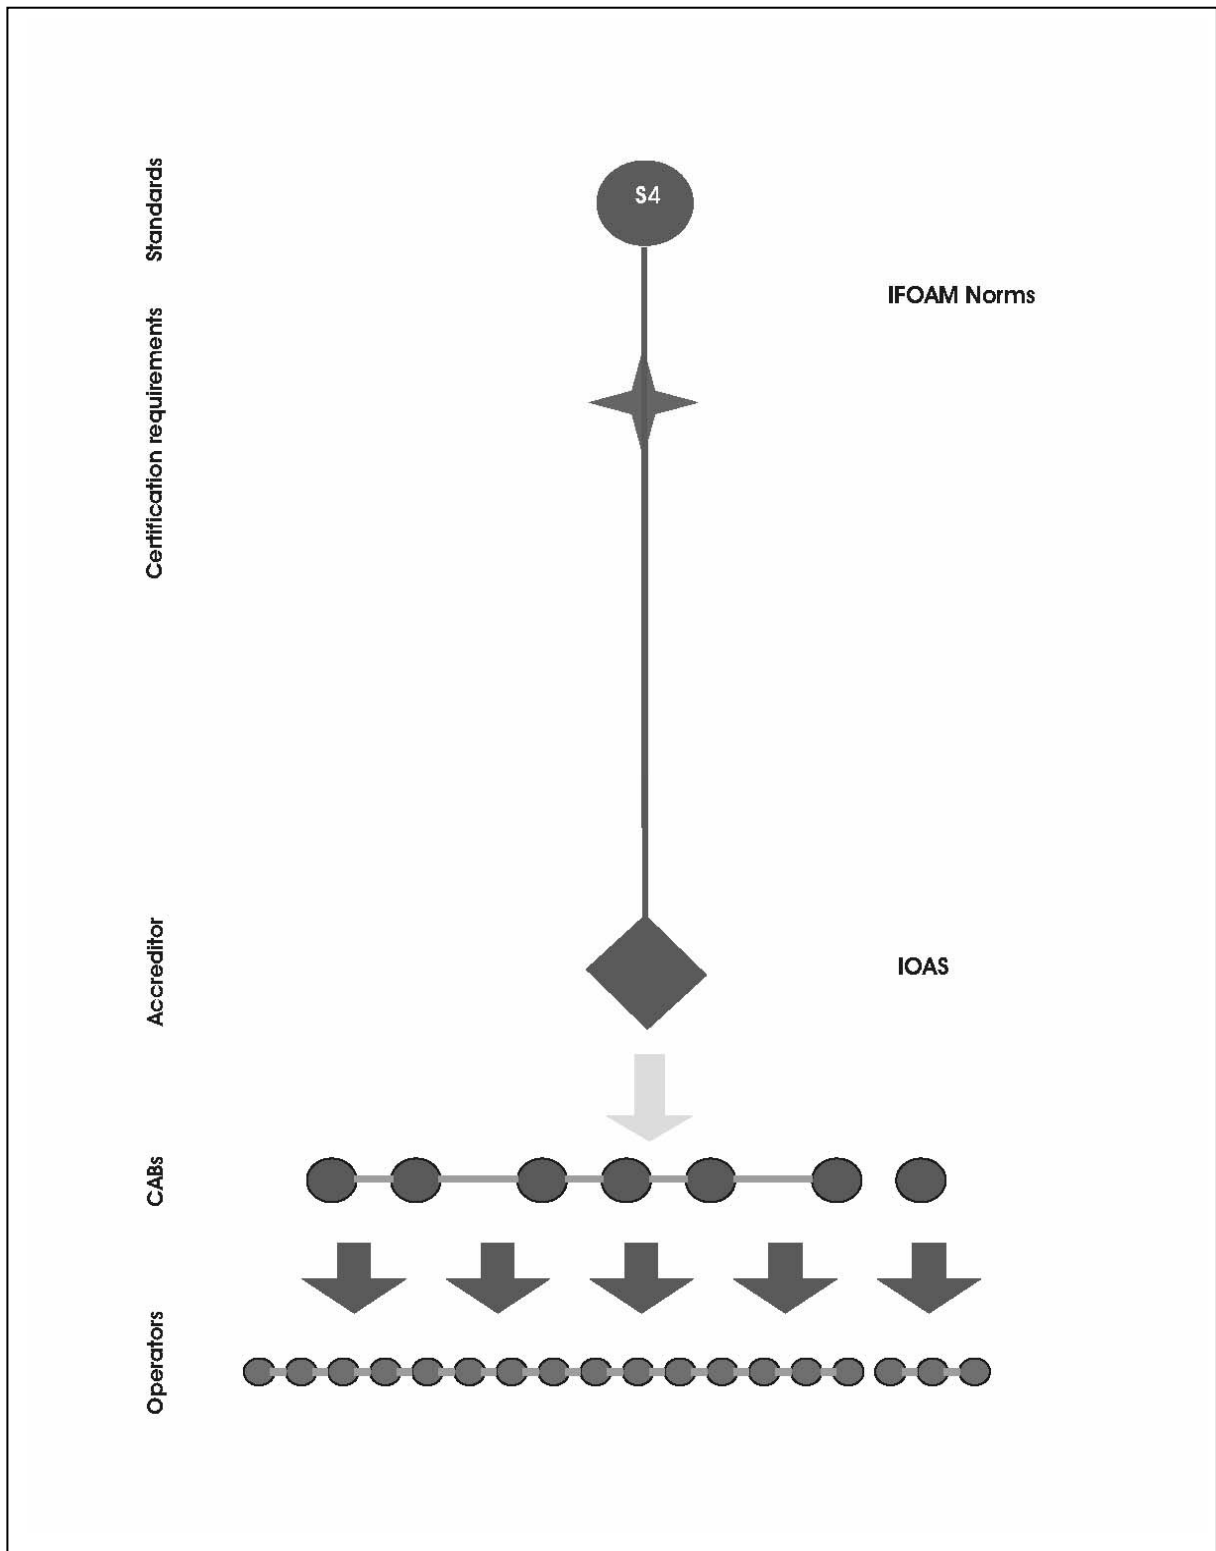 Standards
S4
IFOAM Norms
Certification requirements
Accreditor
IOAS
CABs
Operators